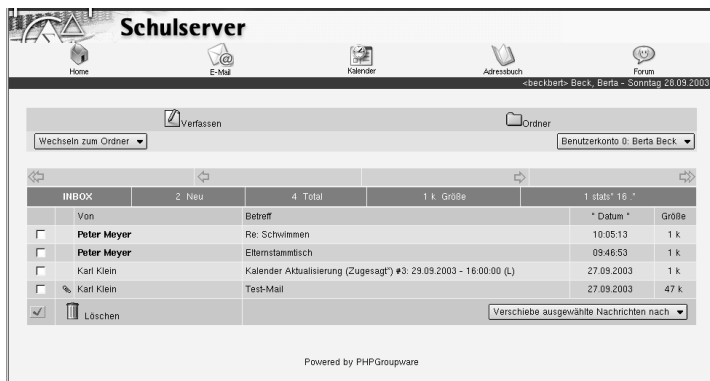 Schulserver
Home E-Mail Kalender Adressbuch Forum
<beckbert> Beck, Berta - Sonntag 28.09.2003
Verfassen Ordner
Wechseln zum Ordner Benutzerkonto 0: Berta Beck
INBOX 2 Neu 4 Total 1 k Größe 1 stats* 16 .*
Von Betreff * Datum * Größe
Peter Meyer Re: Schwimmen 10:05:13 1 k
Peter Meyer Elternstammtisch 09:46:53 1 k
Karl Klein Kalender Aktualisierung (Zugesagt*) #3: 29.09.2003 - 16:00:00 (L) 27.09.2003 1 k
Karl Klein Test-Mail 27.09.2003 47 k
Löschen Verschiebe ausgewählte Nachrichten nach
Powered by PHPGroupware